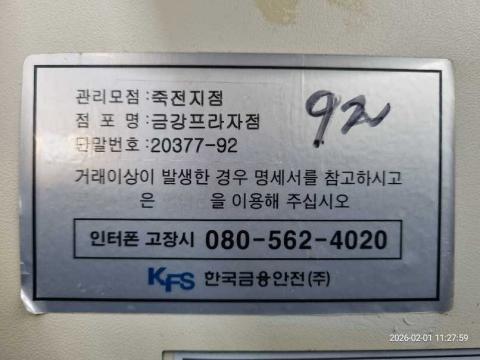 관리모점 : 죽전지점
점 포 명 : 금강프라자점
단말번호 : 20377-92
92
거래이상이 발생한 경우 명세서를 참고하시고
은 을 이용해 주십시오
인터폰 고장시 080-562-4020
KFS 한국금융안전(주)
2026-02-01 11:27:59